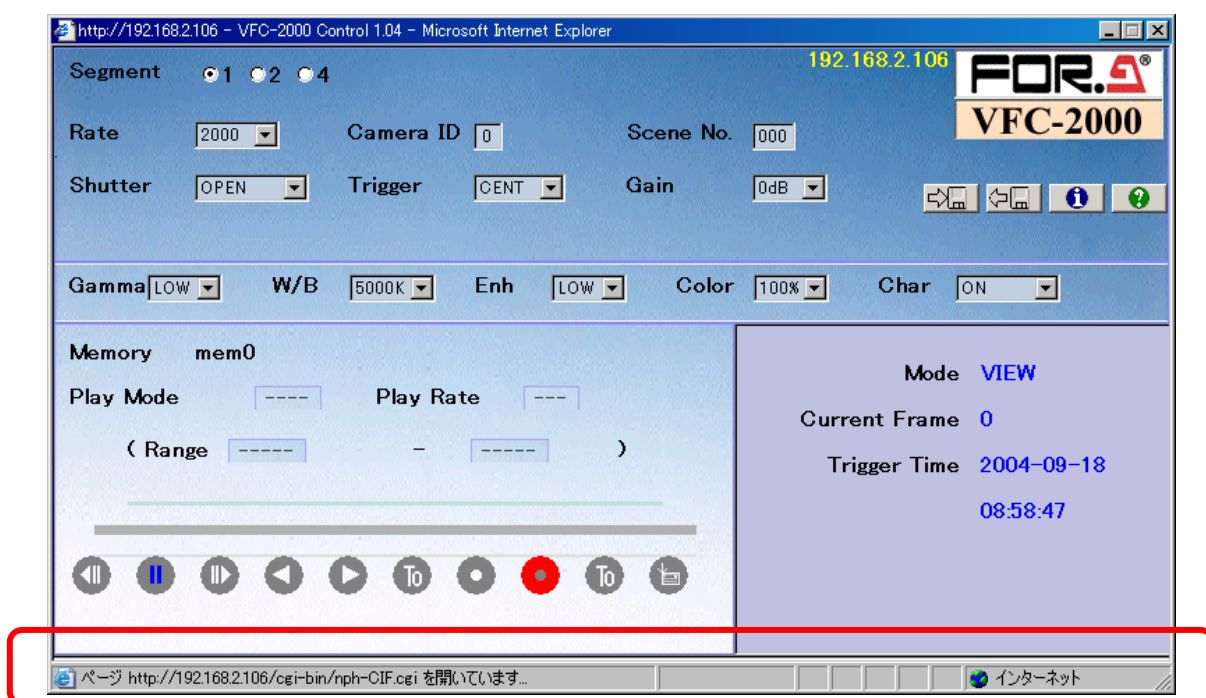 http://192.168.2.106 - VFC-2000 Control 1.04 - Microsoft Internet Explorer
Segment 1 2 4
192.168.2.106
FOR.A®
VFC-2000
Rate 2000 Camera ID 0 Scene No. 000
Shutter OPEN Trigger CENT Gain 0dB
Gamma LOW W/B 5000K Enh LOW Color 100% Char ON
Memory mem0
Play Mode ---- Play Rate ---
( Range ----- - ----- )
Mode VIEW
Current Frame 0
Trigger Time 2004-09-18
08:58:47
To To
ページ http://192.168.2.106/cgi-bin/nph-CIF.cgi を開いています...
インターネット